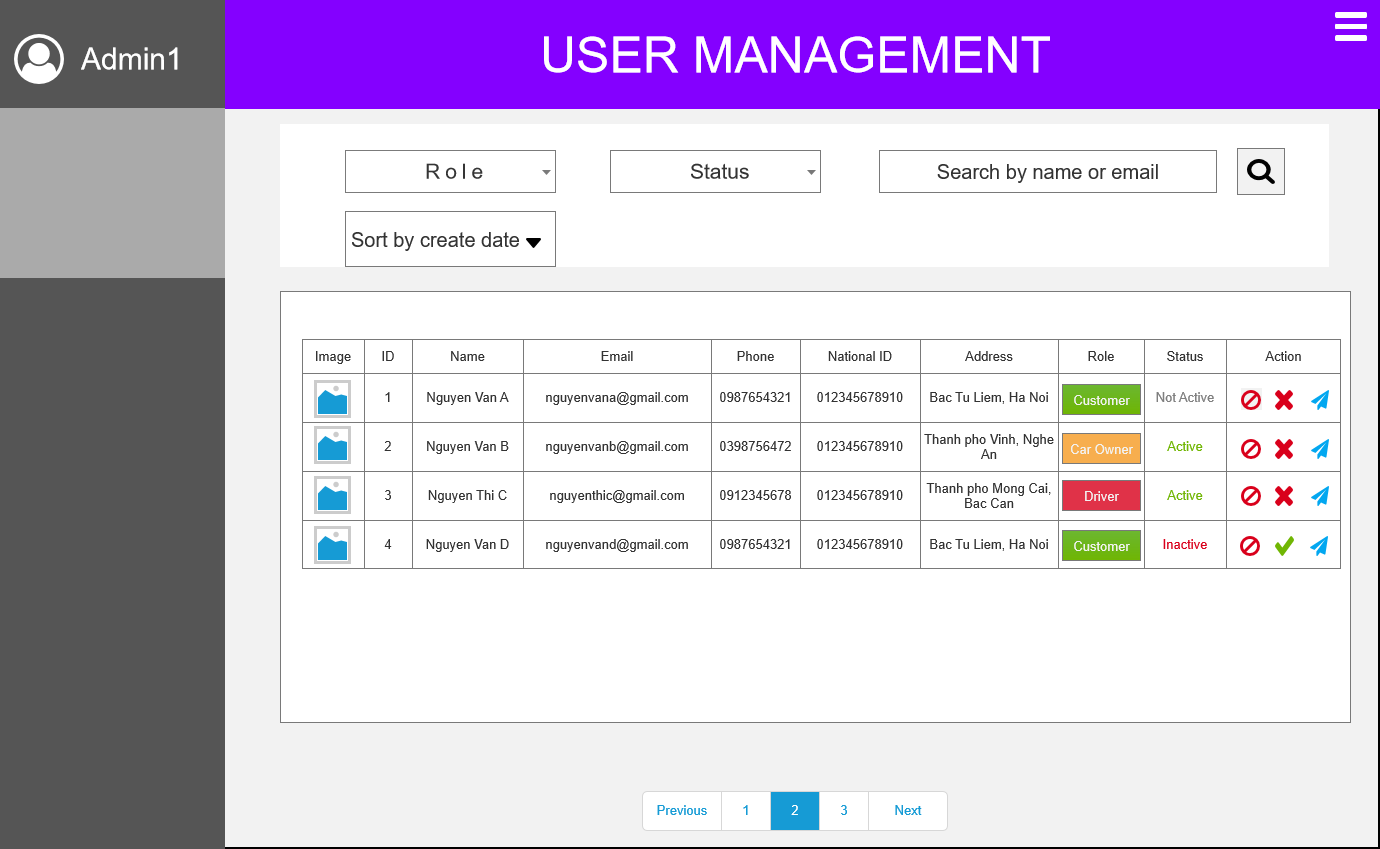 Admin1
USER MANAGEMENT
Role
Status
Search by name or email
Sort by create date
Image ID Name Email Phone National ID Address Role Status Action
1 Nguyen Van A nguyenvana@gmail.com 0987654321 012345678910 Bac Tu Liem, Ha Noi Customer Not Active
2 Nguyen Van B nguyenvanb@gmail.com 0398756472 012345678910 Thanh pho Vinh, Nghe An Car Owner Active
3 Nguyen Thi C nguyenthic@gmail.com 0912345678 012345678910 Thanh pho Mong Cai, Bac Can Driver Active
4 Nguyen Van D nguyenvand@gmail.com 0987654321 012345678910 Bac Tu Liem, Ha Noi Customer Inactive
Previous 1 2 3 Next